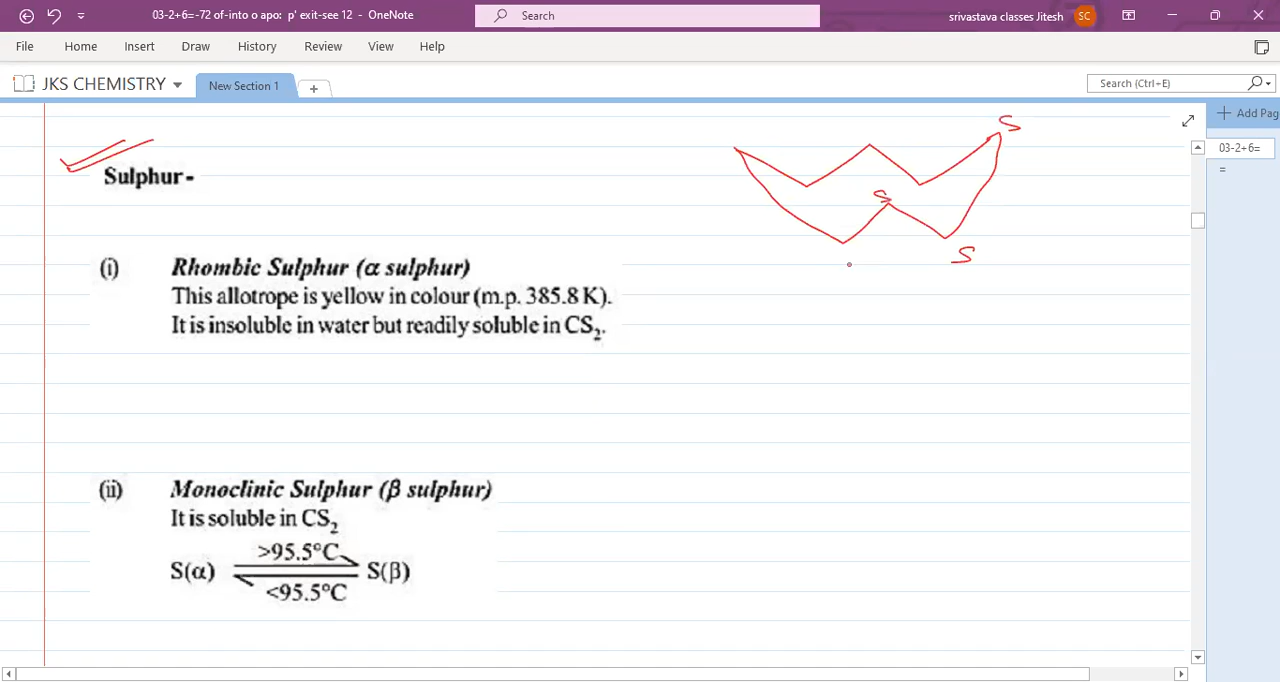 03-2+6=-72 of-into o apo: p' exit-see 12 - OneNote
Search
srivastava classes Jitesh
SC
File Home Insert Draw History Review View Help
JKS CHEMISTRY
New Section 1
+
Search (Ctrl+E)
Add Pag
03-2+6=
=
S
S
S
Sulphur-
(i) Rhombic Sulphur (α sulphur)
This allotrope is yellow in colour (m.p. 385.8 K).
It is insoluble in water but readily soluble in CS₂.
(ii) Monoclinic Sulphur (β sulphur)
It is soluble in CS₂
>95.5°C
S(α) ⇌ S(β)
<95.5°C